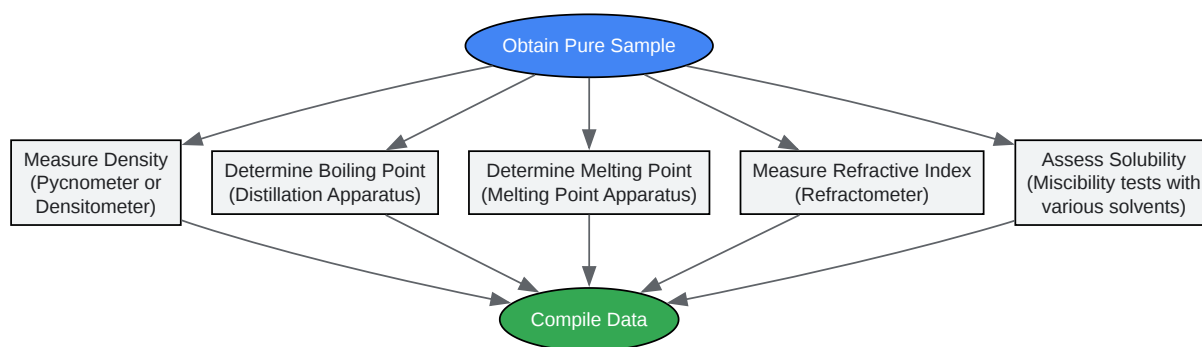 Obtain Pure Sample
Measure Density
(Pycnometer or
Densitometer)
Determine Boiling Point
(Distillation Apparatus)
Determine Melting Point
(Melting Point Apparatus)
Measure Refractive Index
(Refractometer)
Assess Solubility
(Miscibility tests with
various solvents)
Compile Data